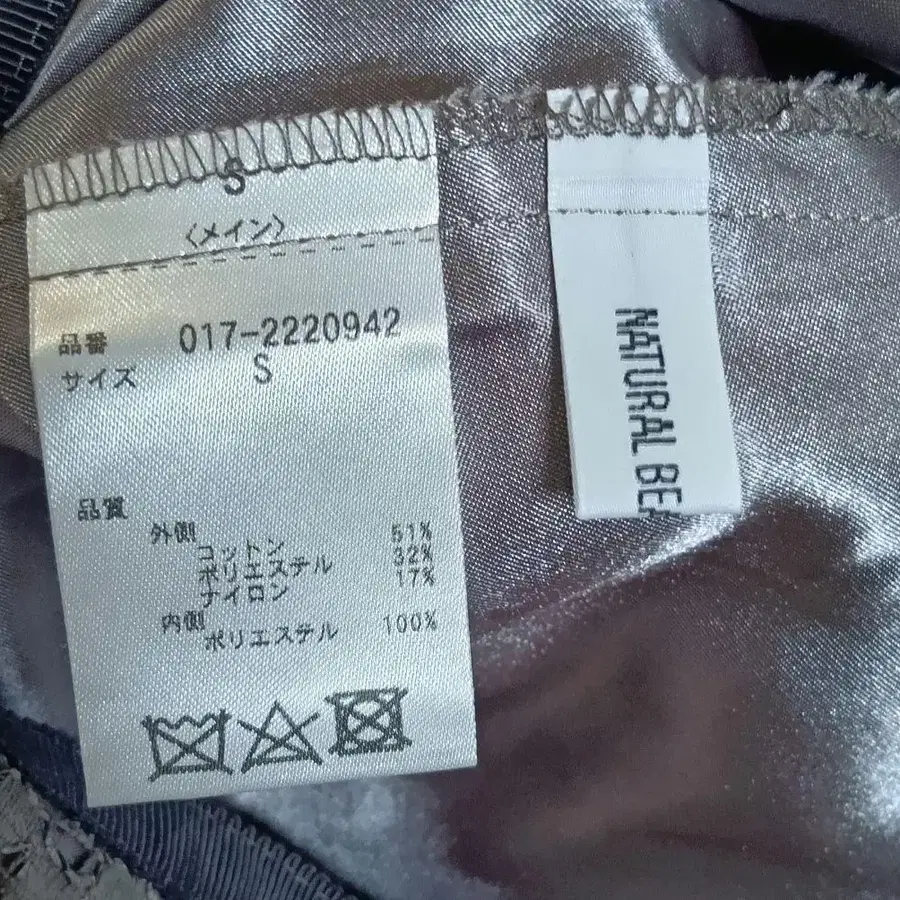 S
〈メイン〉
品番 017-2220942
サイズ S
品質
外側
コットン 51%
ポリエステル 32%
ナイロン 17%
内側
ポリエステル 100%
NATURAL BEA